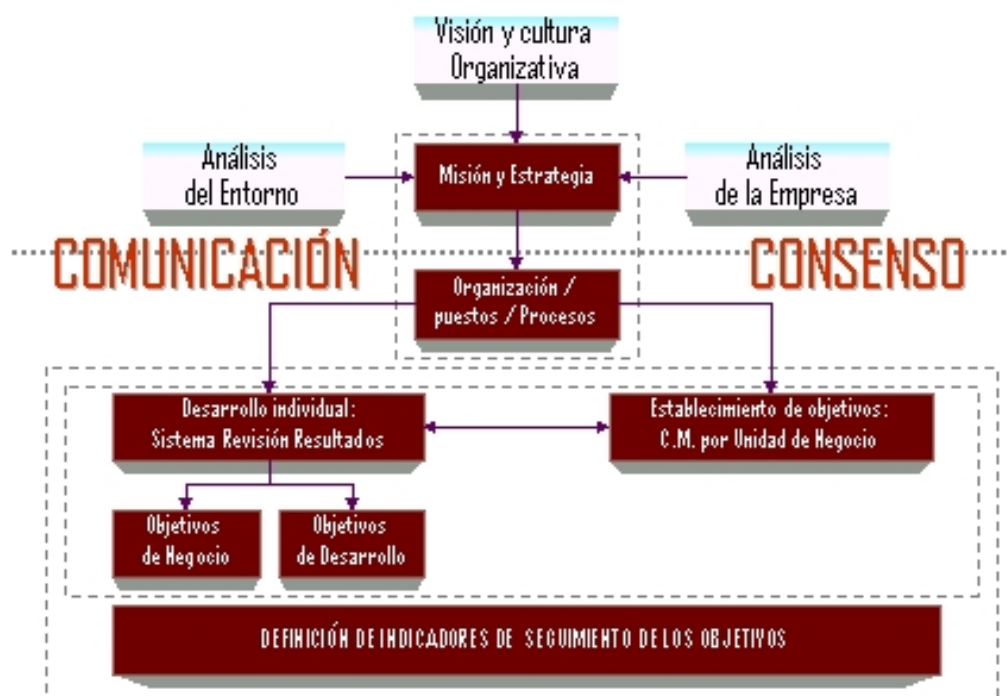 Visión y cultura
Organizativa
Análisis
del Entorno
Misión y Estrategia
Análisis
de la Empresa
COMUNICACIÓN
CONSENSO
Organización /
puestos / Procesos
Desarrollo individual:
Sistema Revisión Resultados
Establecimiento de objetivos:
C.M. por Unidad de Negocio
Objetivos
de Negocio
Objetivos
de Desarrollo
DEFINICIÓN DE INDICADORES DE SEGUIMIENTO DE LOS OBJETIVOS